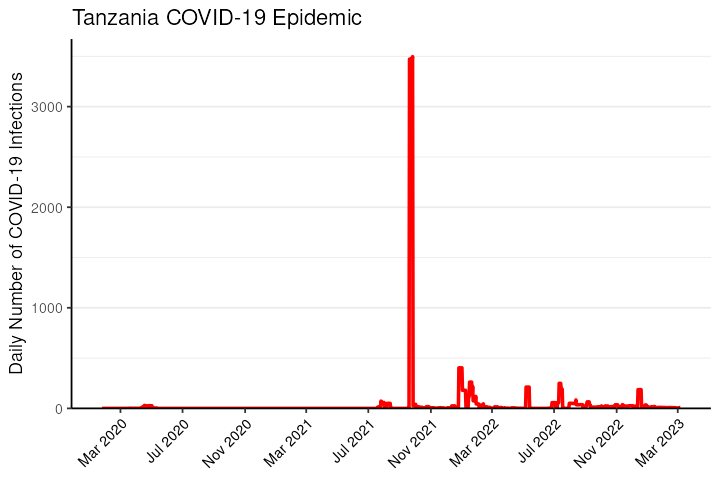 Tanzania COVID-19 Epidemic
Daily Number of COVID-19 Infections
3000
2000
1000
0
Mar 2020
Jul 2020
Nov 2020
Mar 2021
Jul 2021
Nov 2021
Mar 2022
Jul 2022
Nov 2022
Mar 2023